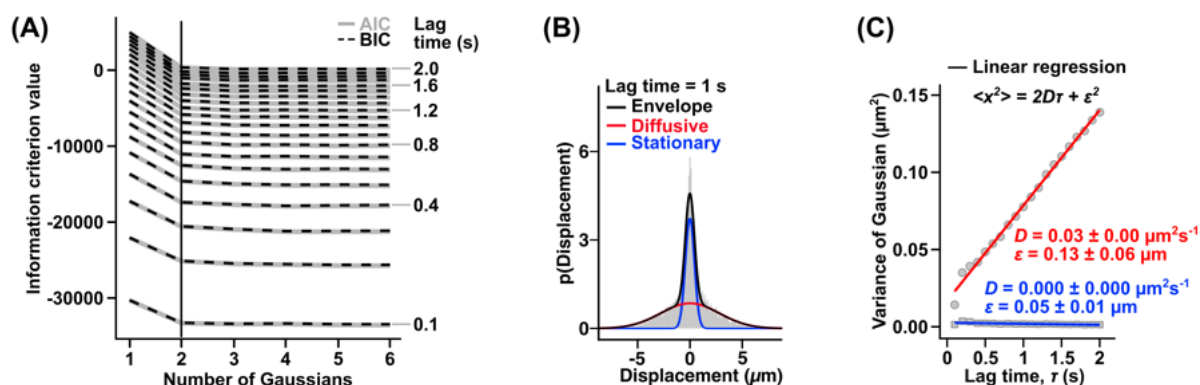 (A)
AIC
BIC
Lag
time (s)
Information criterion value
0
-10000
-20000
-30000
2.0
1.6
1.2
0.8
0.4
0.1
1 2 3 4 5 6
Number of Gaussians
(B)
Lag time = 1 s
Envelope
Diffusive
Stationary
p(Displacement)
6
3
0
-5 0 5
Displacement (μm)
(C)
Linear regression
<x²> = 2Dτ + ε²
Variance of Gaussian (μm²)
0.15
0.10
0.05
0.00
D = 0.03 ± 0.00 μm²s⁻¹
ε = 0.13 ± 0.06 μm
D = 0.000 ± 0.000 μm²s⁻¹
ε = 0.05 ± 0.01 μm
0 0.5 1 1.5 2
Lag time, τ (s)